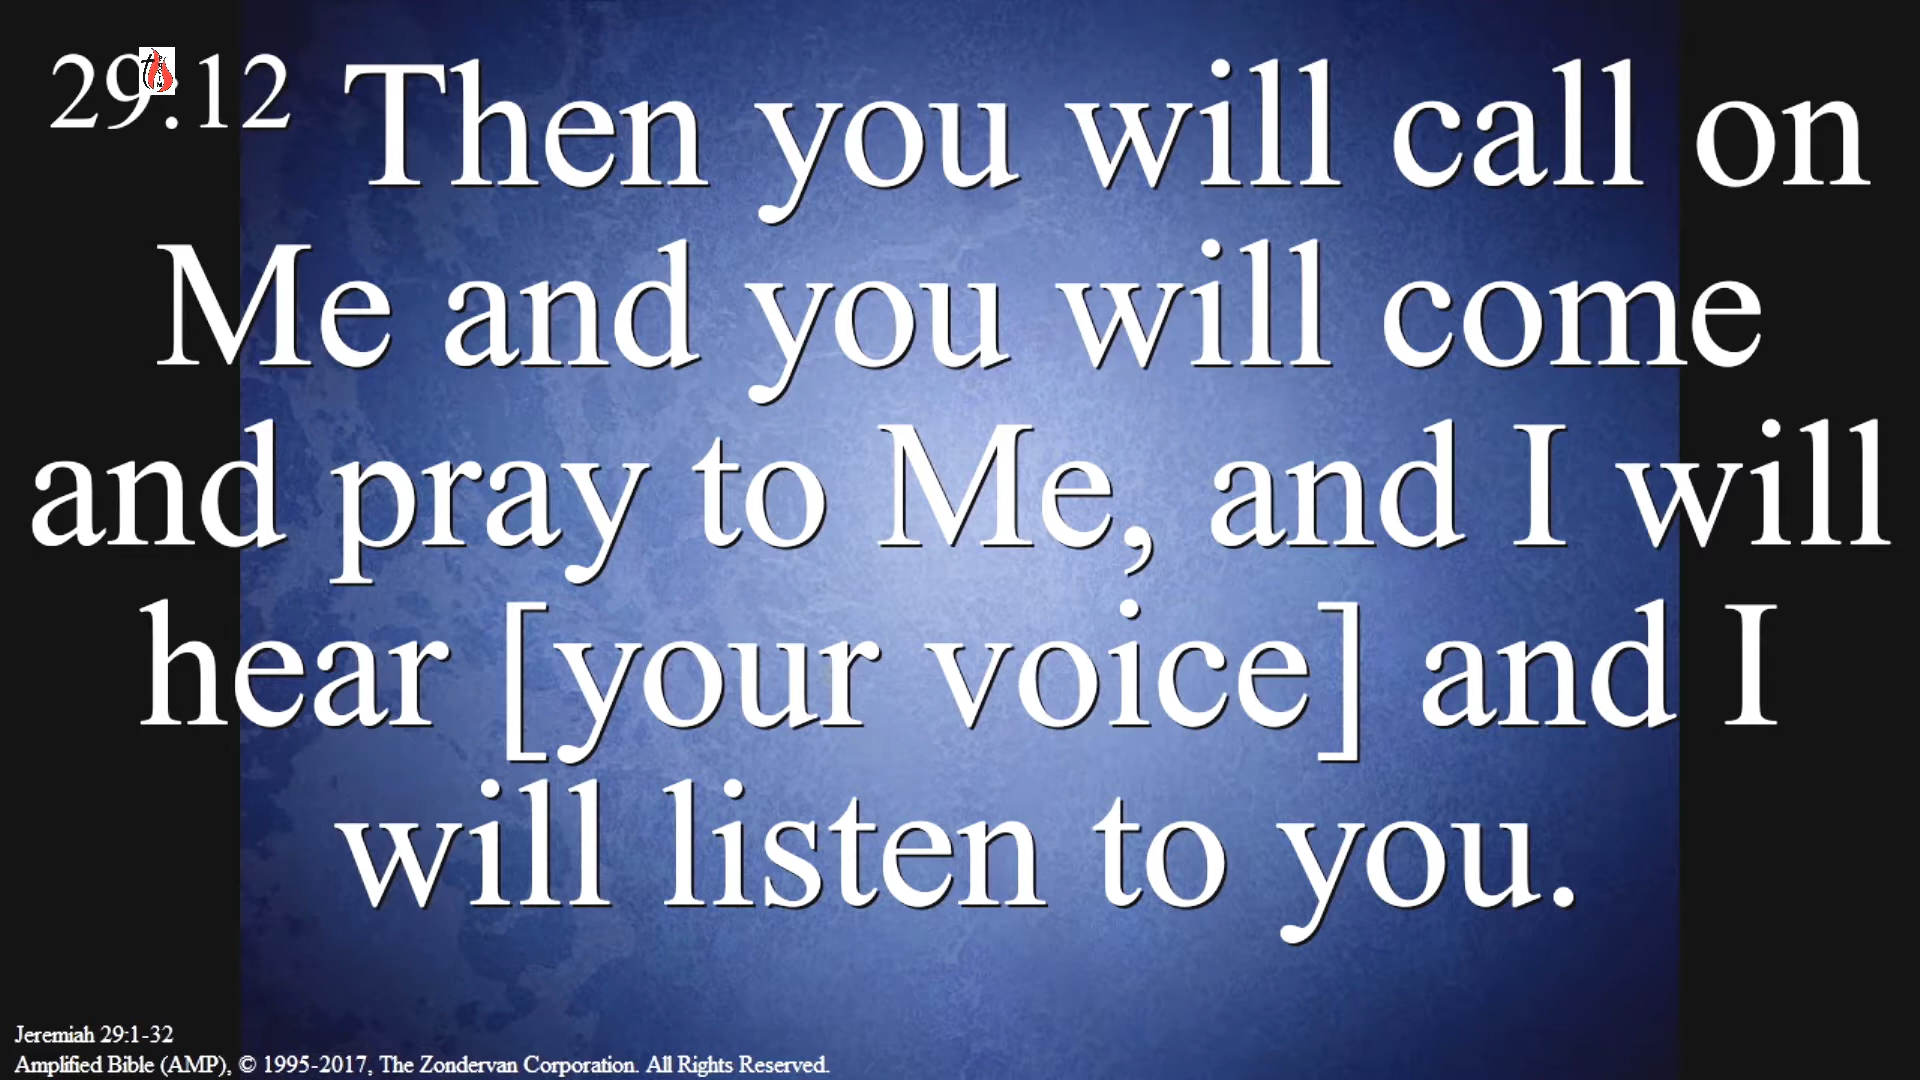 29:12 Then you will call on
Me and you will come
and pray to Me, and I will
hear [your voice] and I
will listen to you.
Jeremiah 29:1-32
Amplified Bible (AMP), © 1995-2017, The Zondervan Corporation. All Rights Reserved.